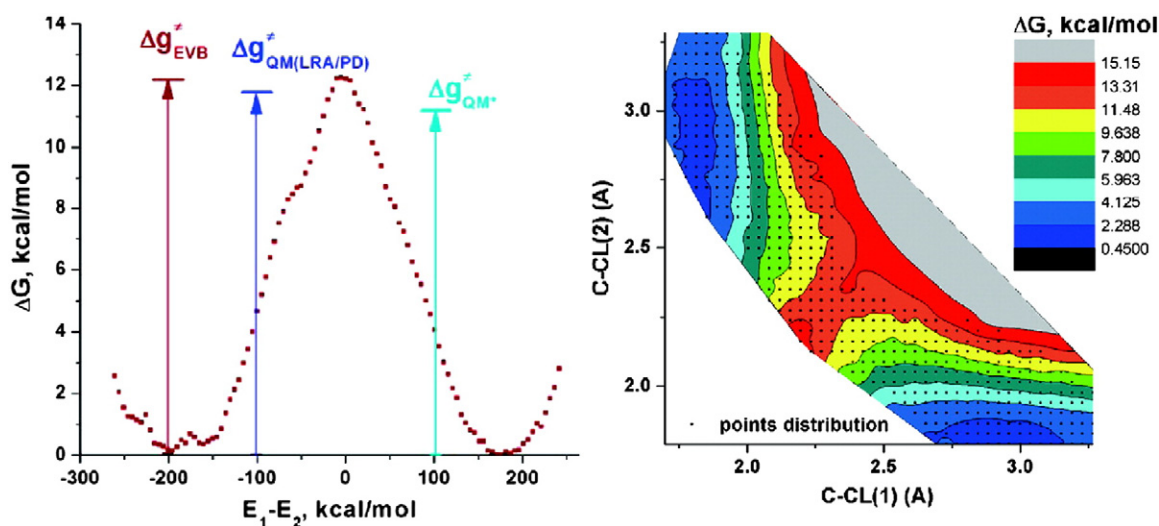 14
12
10
8
6
4
2
0
ΔG, kcal/mol
Δg≠EVB
Δg≠QM(LRA/PD)
Δg≠QM*
-300 -200 -100 0 100 200
E1-E2, kcal/mol
3.0
2.5
2.0
C-CL(2) (A)
points distribution
2.0 2.5 3.0
C-CL(1) (A)
ΔG, kcal/mol
15.15
13.31
11.48
9.638
7.800
5.963
4.125
2.288
0.4500